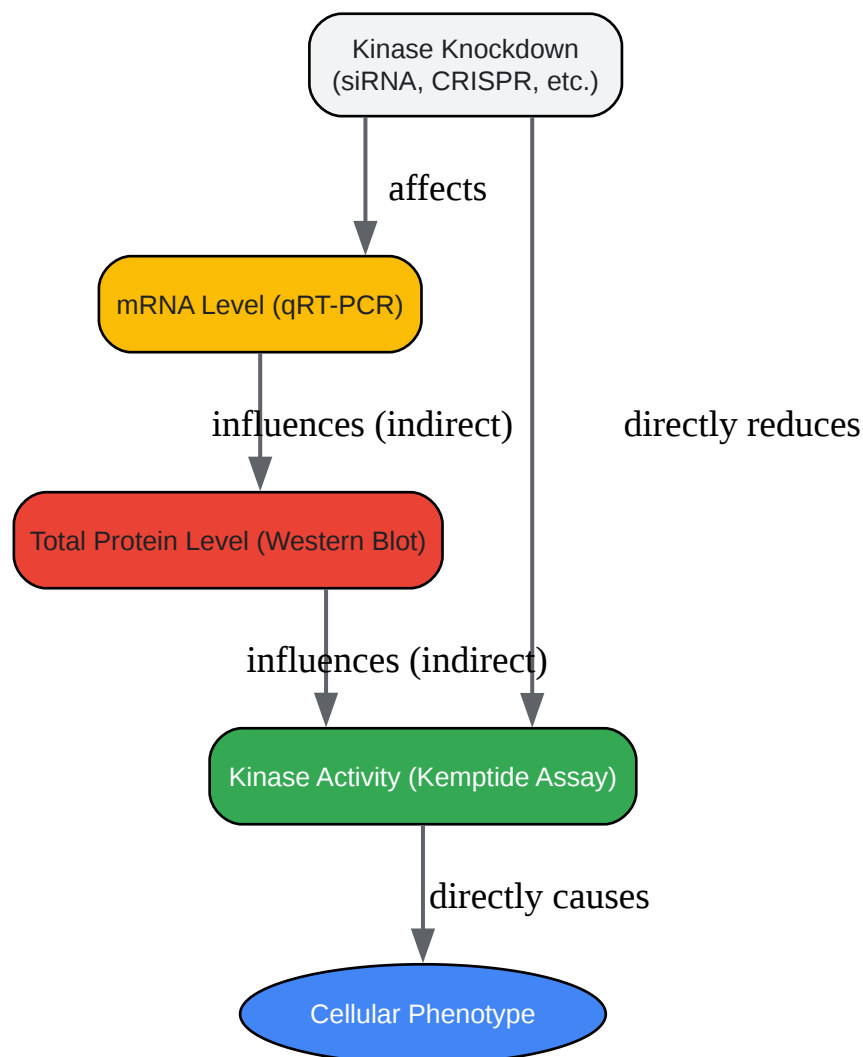 Kinase Knockdown
(siRNA, CRISPR, etc.)
affects
mRNA Level (qRT-PCR)
influences (indirect)
directly reduces
Total Protein Level (Western Blot)
influences (indirect)
Kinase Activity (Kemptide Assay)
directly causes
Cellular Phenotype